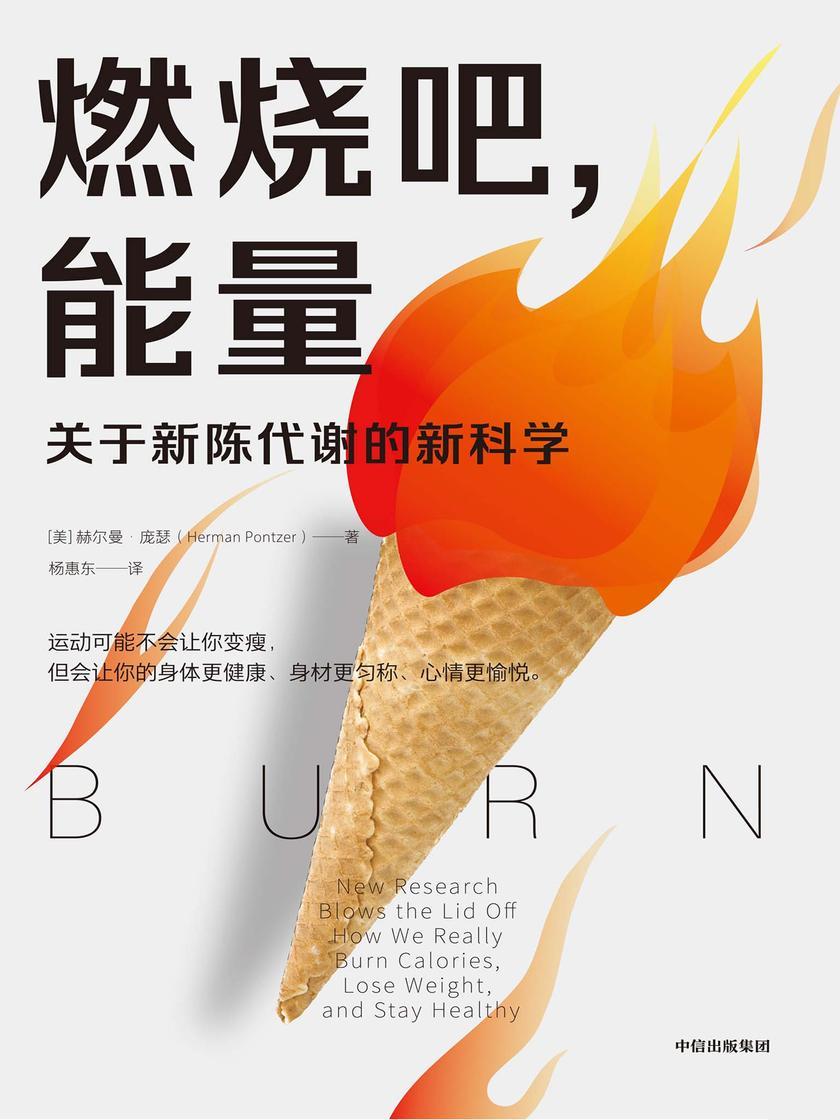 燃烧吧，
能量
关于新陈代谢的新科学
[美] 赫尔曼 · 庞瑟（Herman Pontzer）——著
杨惠东——译
运动可能不会让你变瘦，
但会让你的身体更健康、身材更匀称、心情更愉悦。
BURN
New Research
Blows the Lid Off
How We Really
Burn Calories,
Lose Weight,
and Stay Healthy
中信出版集团